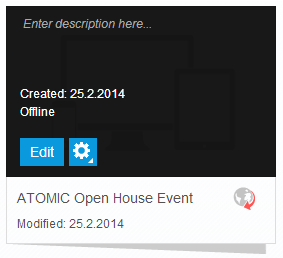 Enter description here...
Created: 25.2.2014
Offline
Edit
ATOMIC Open House Event
Modified: 25.2.2014